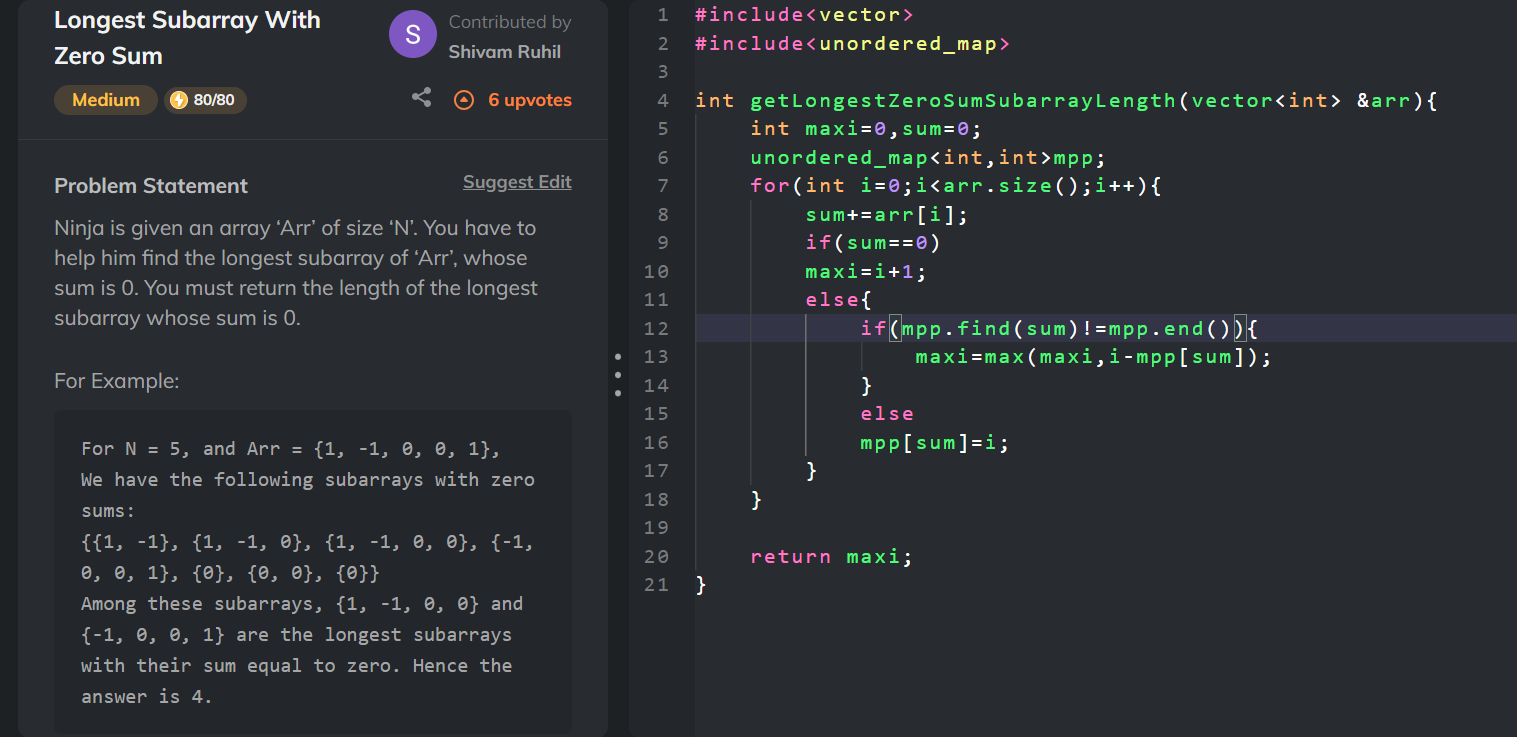 Longest Subarray With
Zero Sum
S
Contributed by
Shivam Ruhil
Medium
80/80
6 upvotes
Problem Statement
Suggest Edit
Ninja is given an array ‘Arr’ of size ‘N’. You have to
help him find the longest subarray of ‘Arr’, whose
sum is 0. You must return the length of the longest
subarray whose sum is 0.
For Example:
For N = 5, and Arr = {1, -1, 0, 0, 1},
We have the following subarrays with zero
sums:
{{1, -1}, {1, -1, 0}, {1, -1, 0, 0}, {-1,
0, 0, 1}, {0}, {0, 0}, {0}}
Among these subarrays, {1, -1, 0, 0} and
{-1, 0, 0, 1} are the longest subarrays
with their sum equal to zero. Hence the
answer is 4.
1 #include<vector>
2 #include<unordered_map>
3
4 int getLongestZeroSumSubarrayLength(vector<int> &arr){
5     int maxi=0,sum=0;
6     unordered_map<int,int>mpp;
7     for(int i=0;i<arr.size();i++){
8         sum+=arr[i];
9         if(sum==0)
10         maxi=i+1;
11         else{
12             if(mpp.find(sum)!=mpp.end()){
13                 maxi=max(maxi,i-mpp[sum]);
14             }
15             else
16             mpp[sum]=i;
17         }
18     }
19
20     return maxi;
21 }